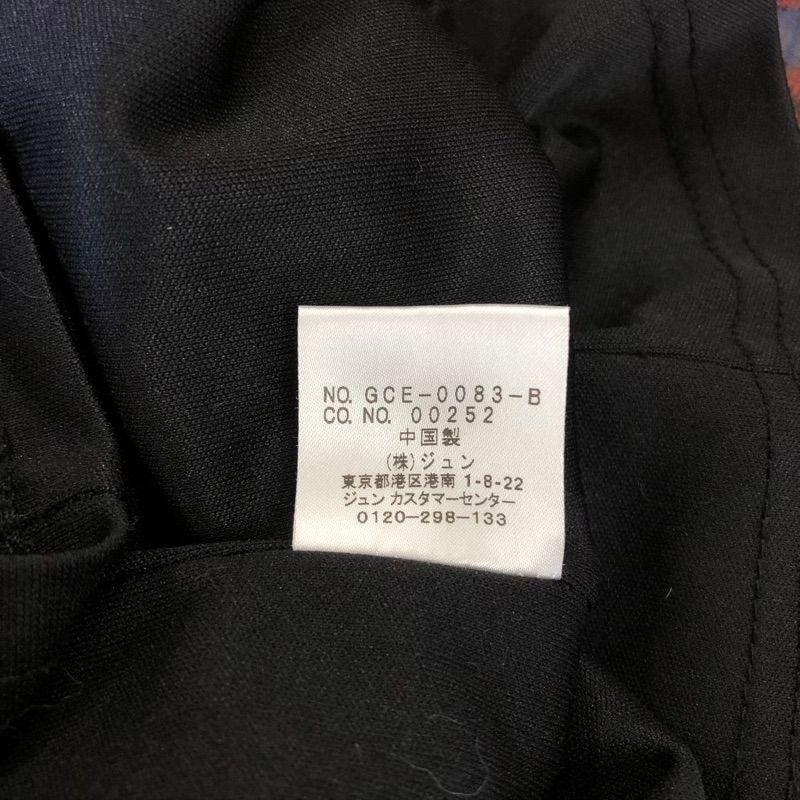 NO. GCE-0083-B
CO. NO. 00252
中国製
(株)ジュン
東京都港区港南 1-8-22
ジュン カスタマーセンター
0120-298-133